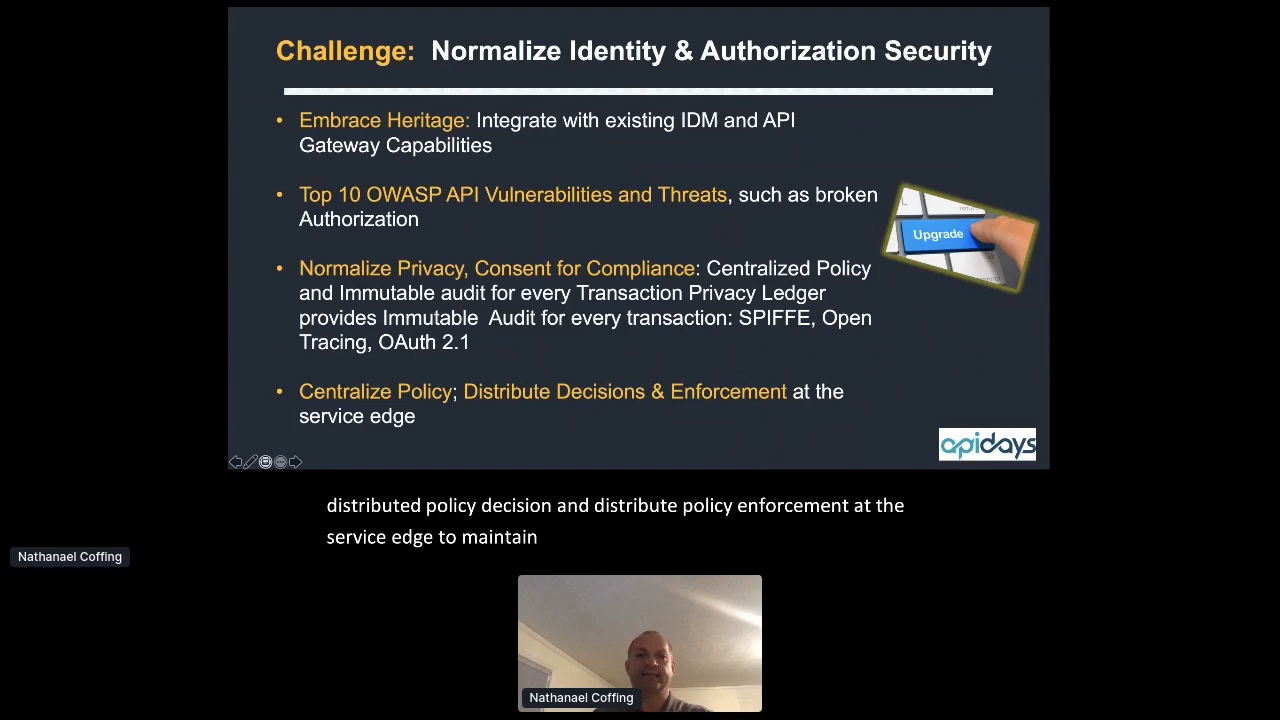 Challenge: Normalize Identity & Authorization Security
• Embrace Heritage: Integrate with existing IDM and API
Gateway Capabilities
• Top 10 OWASP API Vulnerabilities and Threats, such as broken
Authorization
• Normalize Privacy, Consent for Compliance: Centralized Policy
and Immutable audit for every Transaction Privacy Ledger
provides Immutable Audit for every transaction: SPIFFE, Open
Tracing, OAuth 2.1
• Centralize Policy; Distribute Decisions & Enforcement at the
service edge
Upgrade
apidays
distributed policy decision and distribute policy enforcement at the
service edge to maintain
Nathanael Coffing
Nathanael Coffing